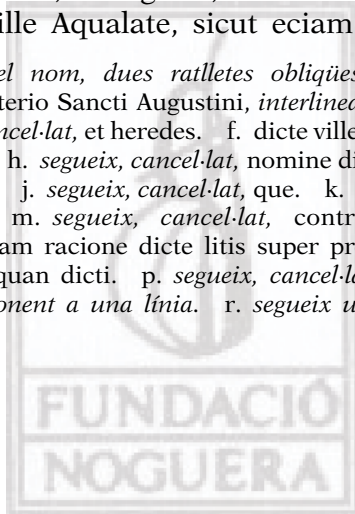 ille Aqualate, sicut eciam
el nom, dues ratlletes obliqües
terio Sancti Augustini, interlinea
ncel·lat, et heredes. f. dicte ville
h. segueix, cancel·lat, nomine di
j. segueix, cancel·lat, que. k.
m. segueix, cancel·lat, contr
am racione dicte litis super pr
quan dicti. p. segueix, cancel·la
onent a una línia. r. segueix u
FUNDACIÓ
NOGUERA